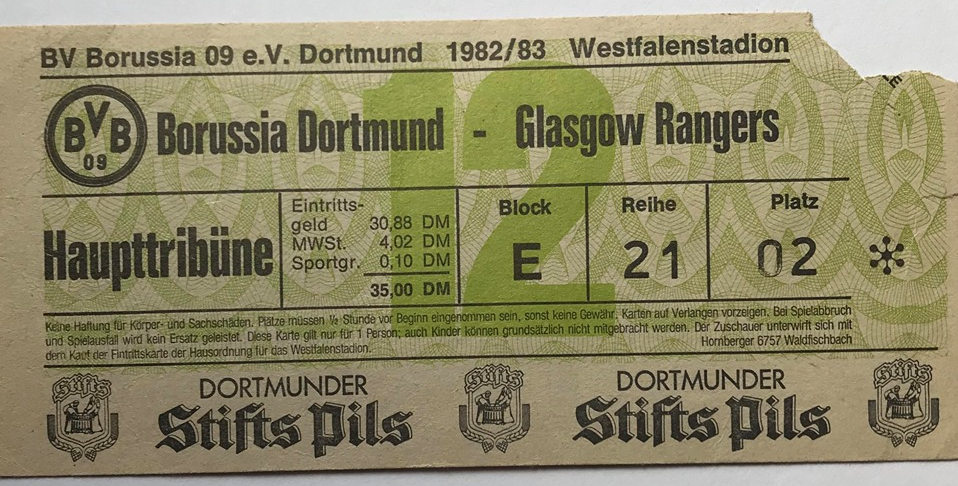 BV Borussia 09 e.V. Dortmund 1982/83 Westfalenstadion
BVB 09
Borussia Dortmund - Glasgow Rangers
12
Haupttribüne
Eintritts-
geld 30,88 DM
MWSt. 4,02 DM
Sportgr. 0,10 DM
35,00 DM
Block
E
Reihe
21
Platz
02
Keine Haftung für Körper- und Sachschäden. Plätze müssen ½ Stunde vor Beginn eingenommen sein, sonst keine Gewähr. Karten auf Verlangen vorzeigen. Bei Spielabbruch
und Spielausfall wird kein Ersatz geleistet. Diese Karte gilt nur für 1 Person; auch Kinder können grundsätzlich nicht mitgebracht werden. Der Zuschauer unterwirft sich mit
dem Kauf der Eintrittskarte der Hausordnung für das Westfalenstadion. Hornberger 6757 Waldfischbach
Stifts
DORTMUNDER
Stifts Pils
Stifts
DORTMUNDER
Stifts Pils
Stifts